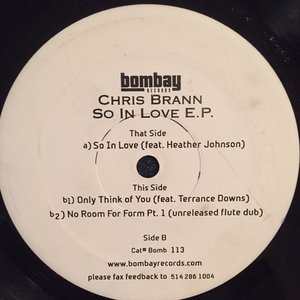 bombay
RECORDS
CHRIS BRANN
SO IN LOVE E.P.
That Side
a) So In Love (feat. Heather Johnson)
This Side
b1) Only Think of You (feat. Terrance Downs)
b2) No Room For Form Pt. 1 (unreleased flute dub)
Side B
Cat# Bomb 113
www.bombayrecords.com
please fax feedback to 514 286 1004